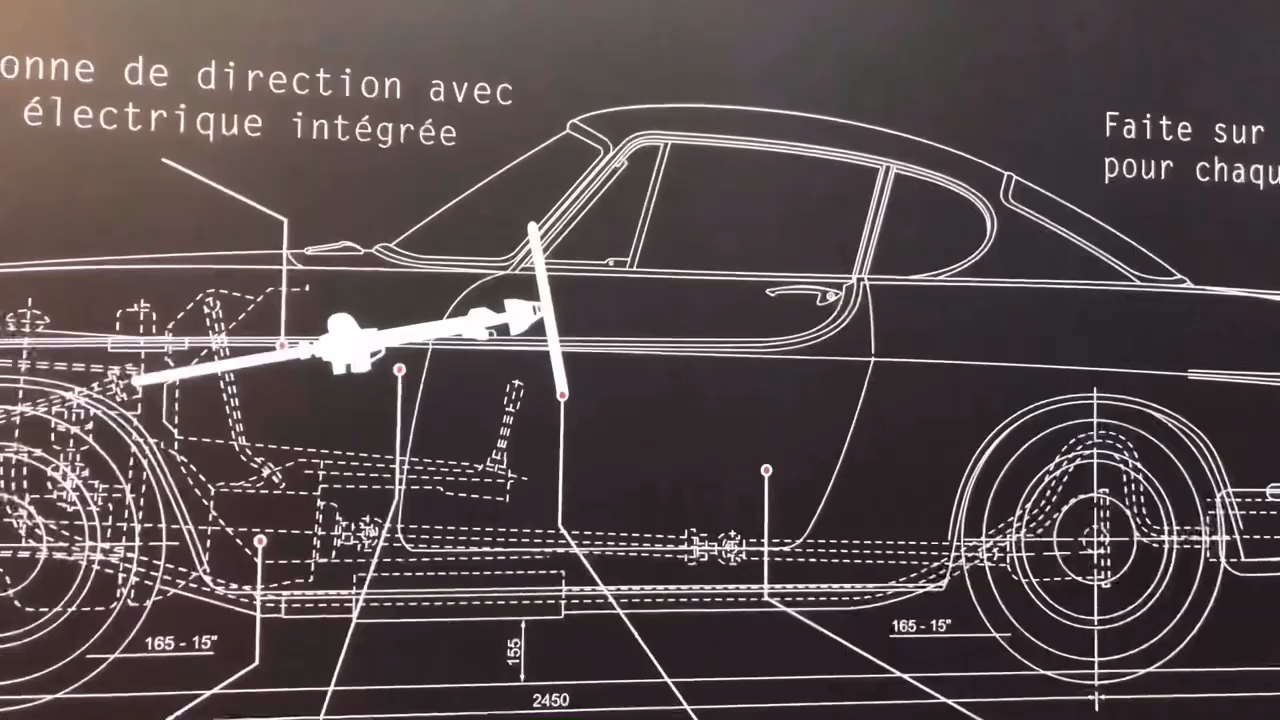 onne de direction avec
électrique intégrée
Faite sur
pour chaqu
165 - 15"
165 - 15"
155
2450